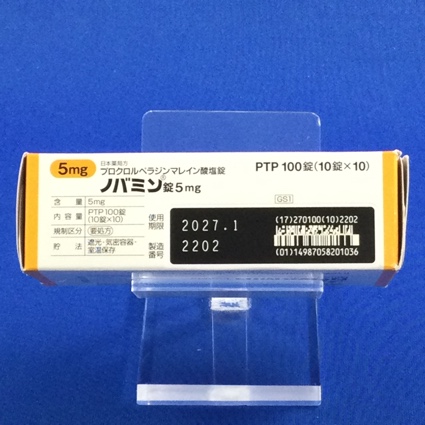 5mg
日本薬局方
プロクロルペラジンマレイン酸塩錠
ノバミン®錠5mg
PTP 100錠(10錠×10)
含量 5mg
内容量 PTP100錠
(10錠×10)
規制区分 要処方
貯法 遮光・気密容器・
室温保存
使用
期限 2027.1
製造
番号 2202
GS1
(17)270100(10)2202
(01)14987058201036